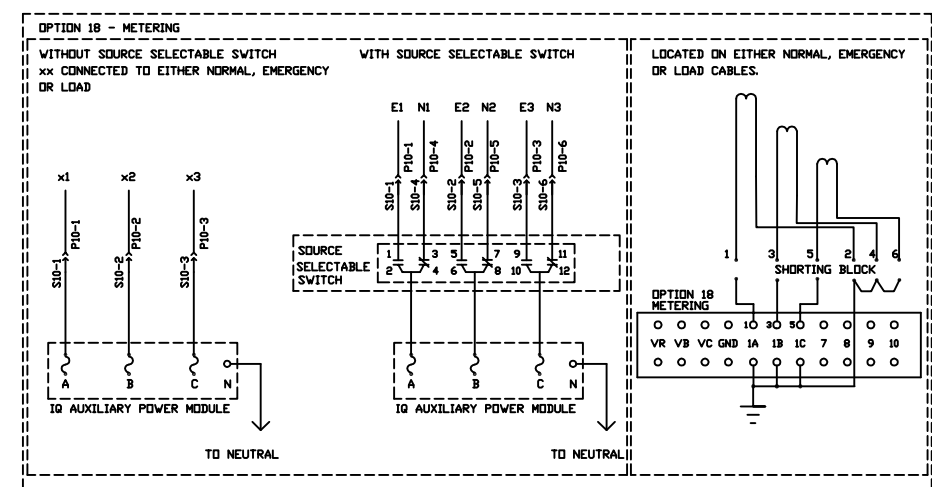 OPTION 18 - METERING
WITHOUT SOURCE SELECTABLE SWITCH
xx CONNECTED TO EITHER NORMAL, EMERGENCY
OR LOAD
x1 x2 x3
P10-1 P10-2 P10-3
S10-1 S10-2 S10-3
A B C N
IQ AUXILIARY POWER MODULE
TO NEUTRAL
WITH SOURCE SELECTABLE SWITCH
E1 N1 E2 N2 E3 N3
P10-1 P10-4 P10-2 P10-5 P10-3 P10-6
S10-1 S10-4 S10-2 S10-5 S10-3 S10-6
SOURCE
SELECTABLE
SWITCH
1 3 5 7 9 11
2 4 6 8 10 12
A B C N
IQ AUXILIARY POWER MODULE
TO NEUTRAL
LOCATED ON EITHER NORMAL, EMERGENCY
OR LOAD CABLES.
1 3 5 2 4 6
SHORTING BLOCK
OPTION 18
METERING
1 3 5
VR VB VC GND 1A 1B 1C 7 8 9 10